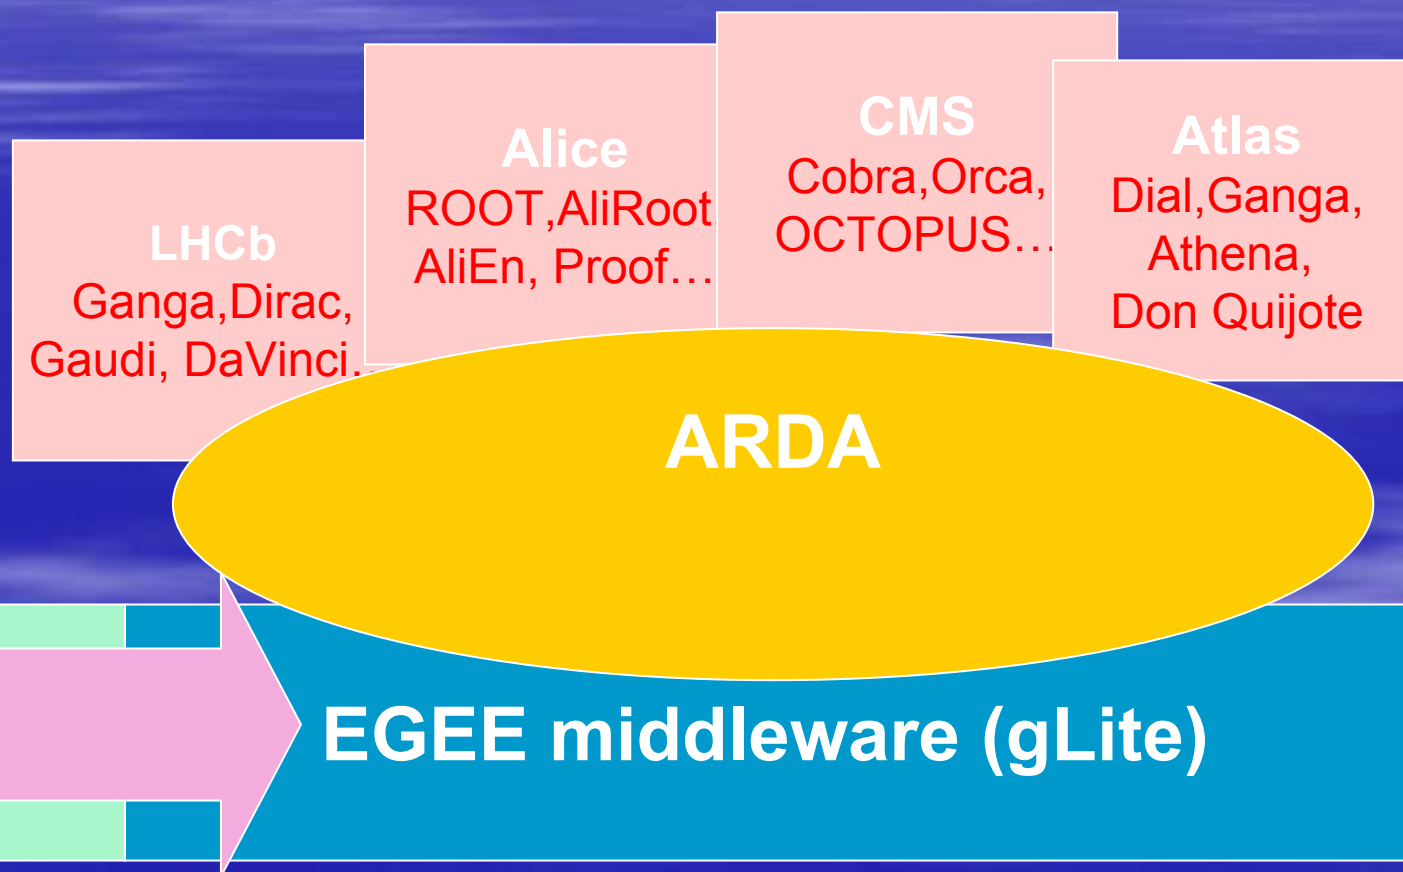 LHCb
Ganga,Dirac,
Gaudi, DaVinci…
Alice
ROOT,AliRoot,
AliEn, Proof…
CMS
Cobra,Orca,
OCTOPUS…
Atlas
Dial,Ganga,
Athena,
Don Quijote
ARDA
EGEE middleware (gLite)